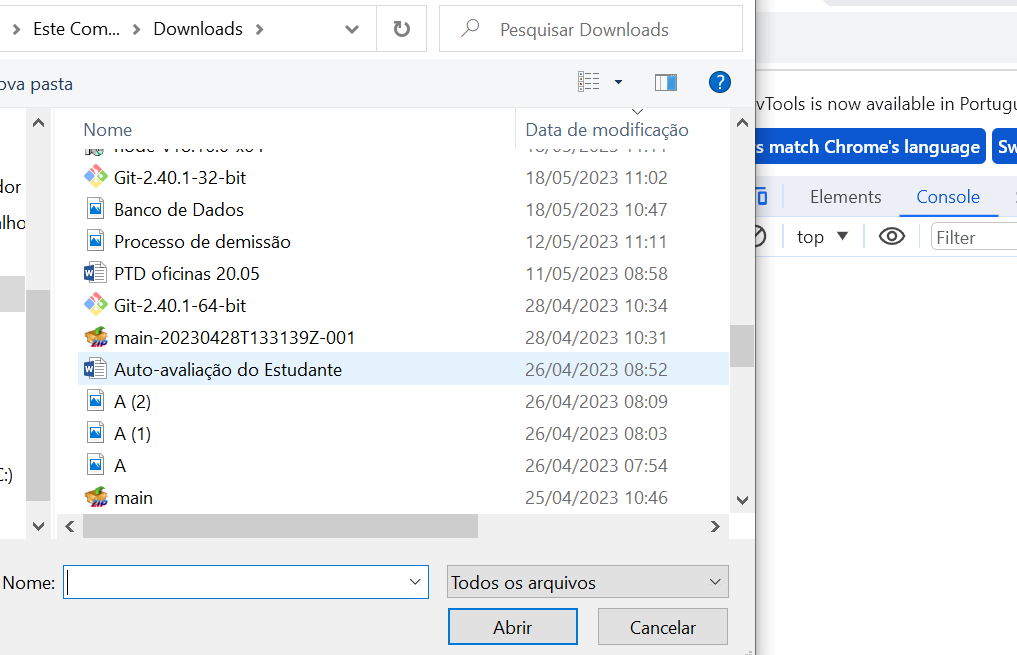 Este Com... Downloads
Pesquisar Downloads
ova pasta
?
Nome Data de modificação
Git-2.40.1-32-bit 18/05/2023 11:02
Banco de Dados 18/05/2023 10:47
Processo de demissão 12/05/2023 11:11
PTD oficinas 20.05 11/05/2023 08:58
Git-2.40.1-64-bit 28/04/2023 10:34
main-20230428T133139Z-001 28/04/2023 10:31
Auto-avaliação do Estudante 26/04/2023 08:52
A (2) 26/04/2023 08:09
A (1) 26/04/2023 08:03
A 26/04/2023 07:54
main 25/04/2023 10:46
dor
alho
C:)
Nome:
Todos os arquivos
Abrir Cancelar
vTools is now available in Portugu
s match Chrome's language Sw
Elements Console
top Filter